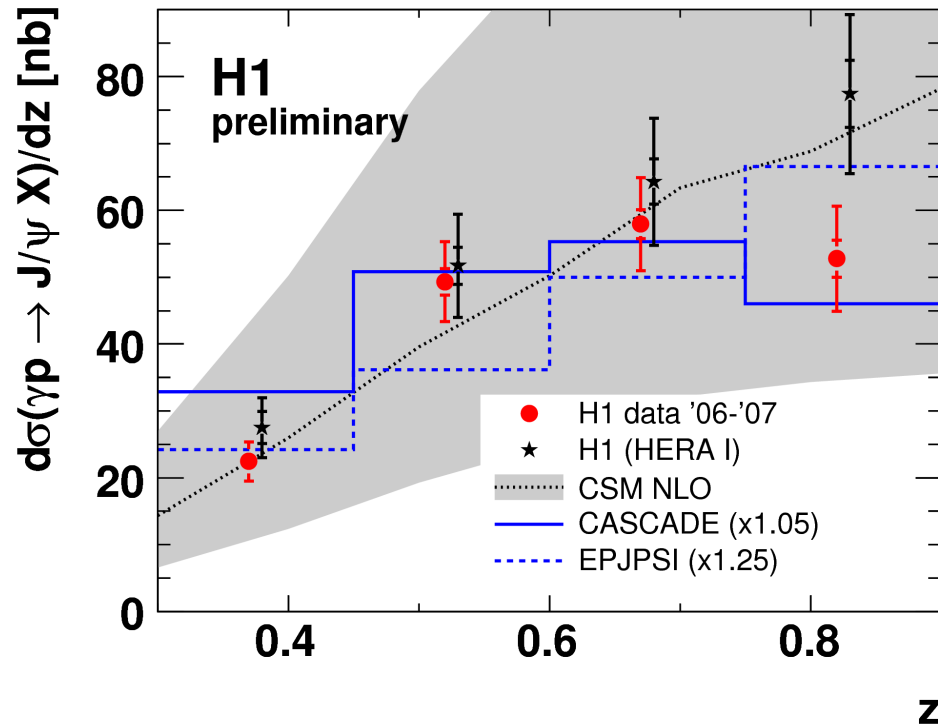 dσ(γp → J/ψ X)/dz [nb]
H1
preliminary
80
60
40
20
0
H1 data '06-'07
H1 (HERA I)
CSM NLO
CASCADE (x1.05)
EPJPSI (x1.25)
0.4 0.6 0.8
z